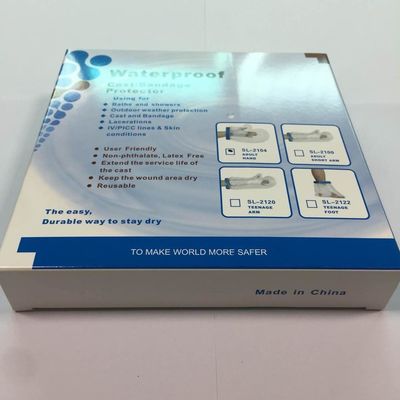 Waterproof
Cast/Bandage
Protector
Using for
Baths and showers
Outdoor weather protection
Cast and Bandage
Lacerations
IV/PICC lines & Skin
conditions
User Friendly
Non-phthalate, Latex Free
Extend the service life of
the cast
Keep the wound area dry
Reusable
SL-2104
ADULT
HAND
SL-2100
ADULT
SHORT ARM
SL-2120
TEENAGE
ARM
SL-2122
TEENAGE
FOOT
The easy,
Durable way to stay dry
TO MAKE WORLD MORE SAFER
Made in China